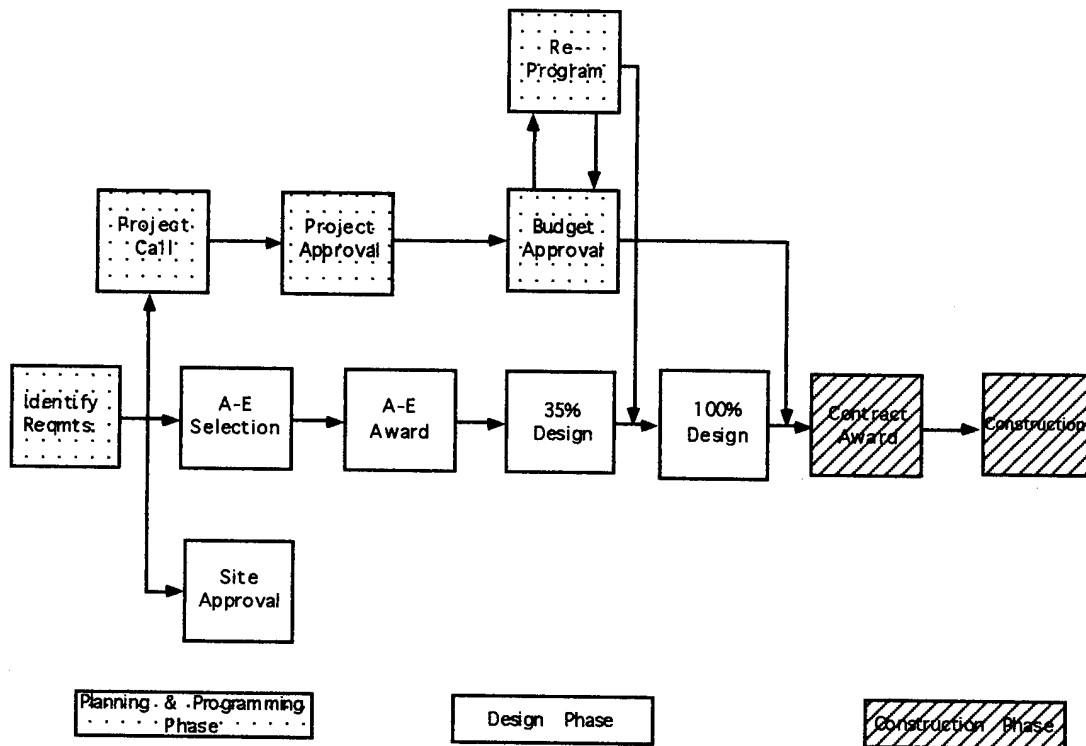 Re-
Program
Project
Call
Project
Approval
Budget
Approval
Identify
Reqmts.
A-E
Selection
A-E
Award
35%
Design
100%
Design
Contract
Award
Construction
Site
Approval
Planning & Programming
Phase
Design Phase
Construction Phase